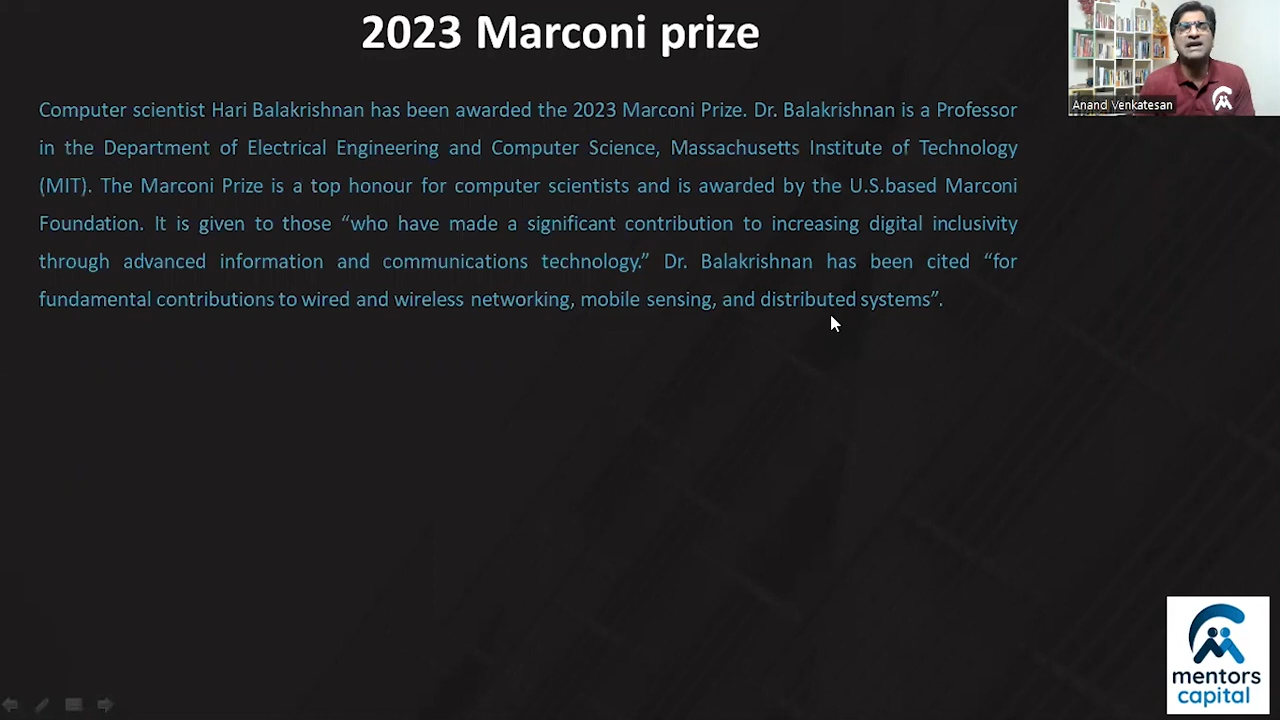 2023 Marconi prize
Computer scientist Hari Balakrishnan has been awarded the 2023 Marconi Prize. Dr. Balakrishnan is a Professor
in the Department of Electrical Engineering and Computer Science, Massachusetts Institute of Technology
(MIT). The Marconi Prize is a top honour for computer scientists and is awarded by the U.S.based Marconi
Foundation. It is given to those “who have made a significant contribution to increasing digital inclusivity
through advanced information and communications technology.” Dr. Balakrishnan has been cited “for
fundamental contributions to wired and wireless networking, mobile sensing, and distributed systems”.
Anand Venkatesan
mentors
capital